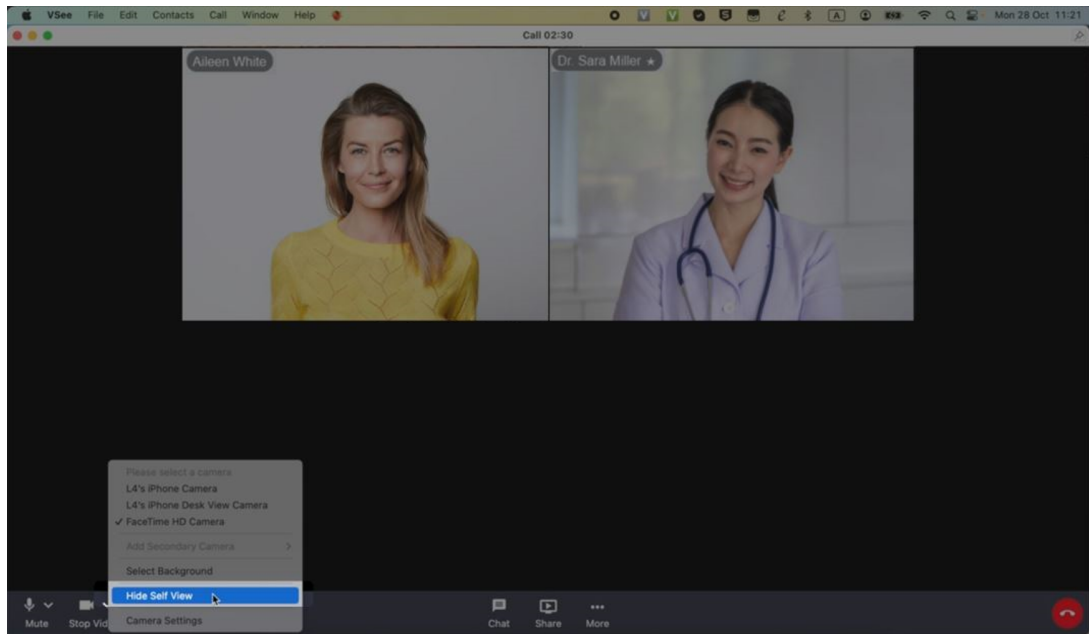 VSee File Edit Contacts Call Window Help Mon 28 Oct 11:21
Call 02:30
Aileen White
Dr. Sara Miller ★
Please select a camera
L4's iPhone Camera
L4's iPhone Desk View Camera
✓ FaceTime HD Camera
Add Secondary Camera >
Select Background
Hide Self View
Camera Settings
Mute Stop Vid Chat Share More